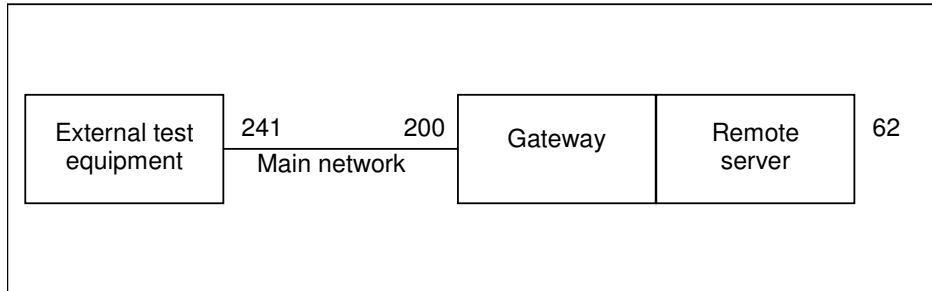 External test
equipment
241
200
Main network
Gateway
Remote
server
62